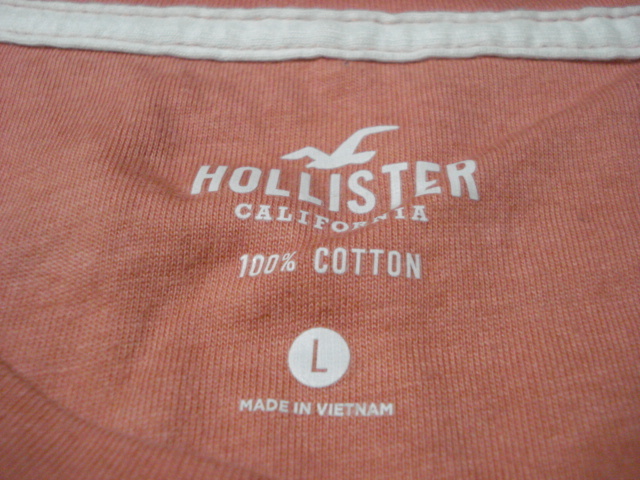 HOLLISTER
CALIFORNIA
100% COTTON
L
MADE IN VIETNAM